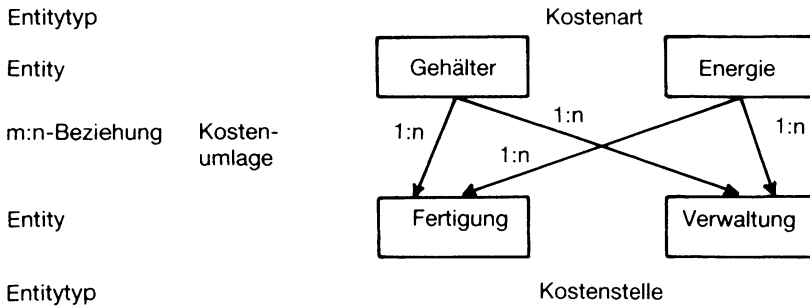 Entitytyp Kostenart
Entity Gehälter Energie
m:n-Beziehung Kosten-
umlage
1:n 1:n 1:n 1:n
Entity Fertigung Verwaltung
Entitytyp Kostenstelle